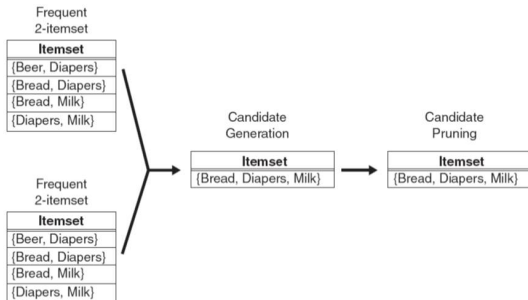 Frequent
2-itemset
Itemset
{Beer, Diapers}
{Bread, Diapers}
{Bread, Milk}
{Diapers, Milk}
Frequent
2-itemset
Itemset
{Beer, Diapers}
{Bread, Diapers}
{Bread, Milk}
{Diapers, Milk}
Candidate
Generation
Itemset
{Bread, Diapers, Milk}
Candidate
Pruning
Itemset
{Bread, Diapers, Milk}